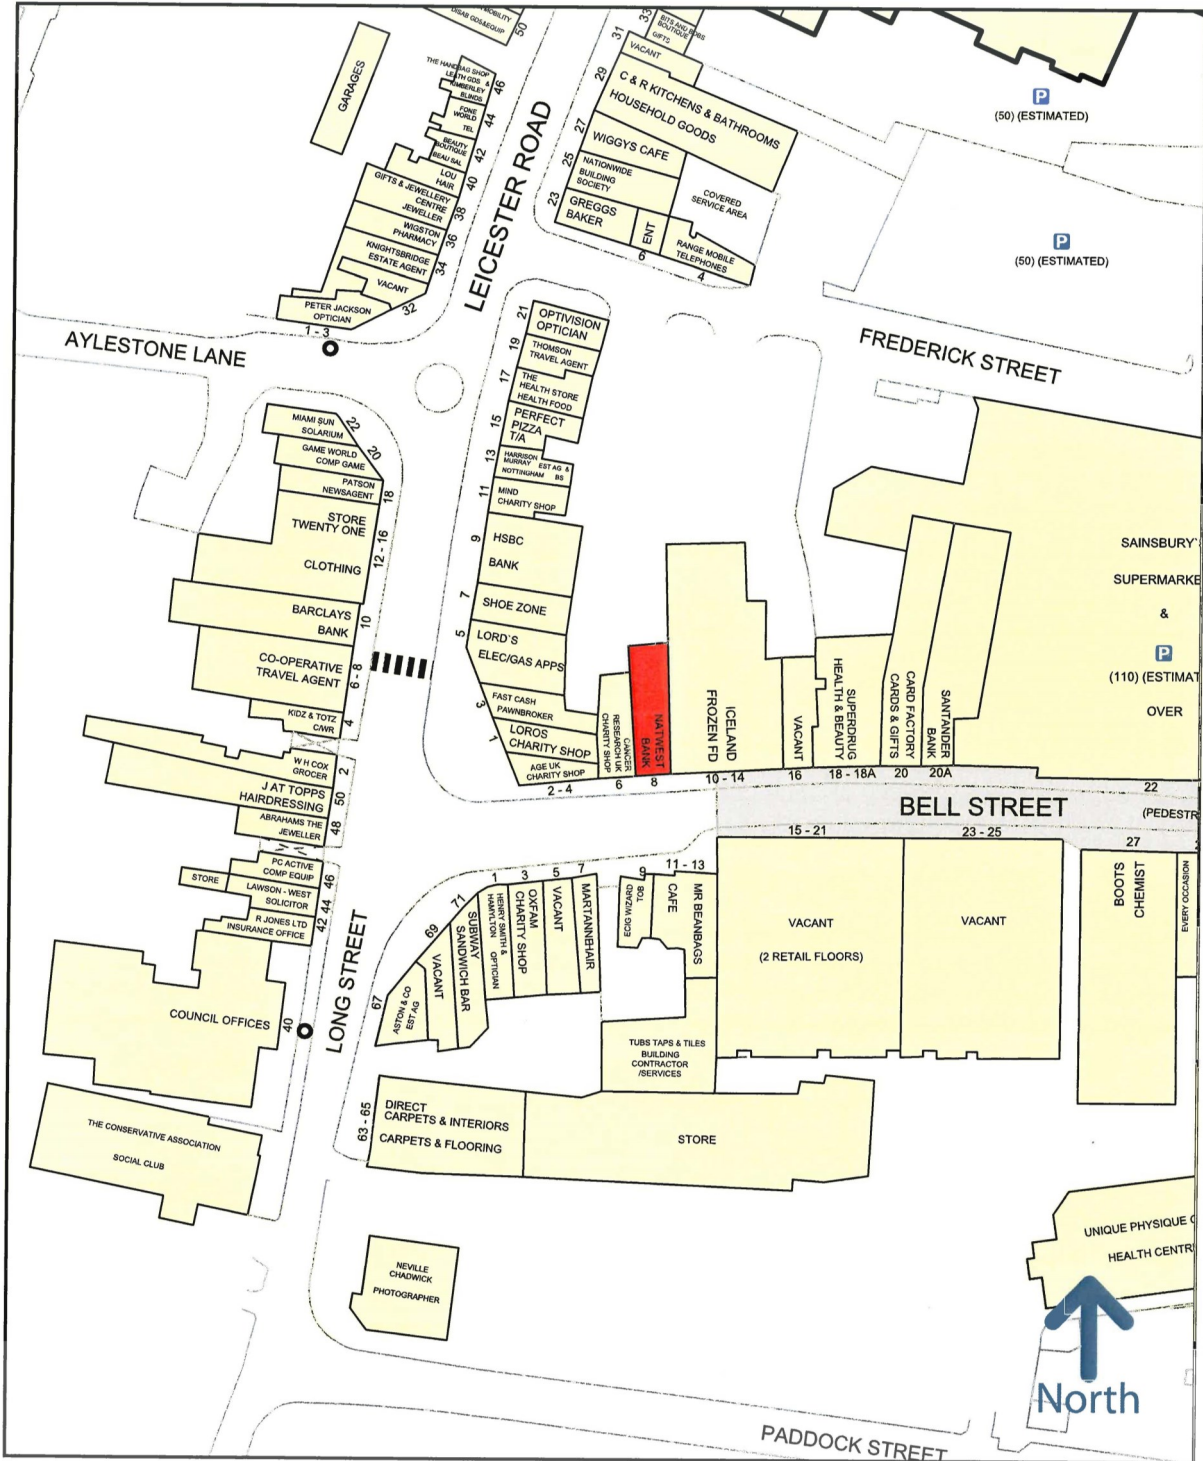 MOBILITY
DISAB GDS&EQUIP
50
33
BITS AND BOBS
BOUTIQUE
GIFTS
31
VACANT
29
C & R KITCHENS & BATHROOMS
HOUSEHOLD GOODS
27
WIGGYS CAFE
25
NATIONWIDE
BUILDING
SOCIETY
23
GREGGS
BAKER
ENT
6
RANGE MOBILE
TELEPHONES
4
COVERED
SERVICE AREA
P
(50) (ESTIMATED)
P
(50) (ESTIMATED)
GARAGES
THE HANDBAG SHOP
LEATH GDS &
KIMBERLEY
BLINDS
46
FONE
WORLD
TEL
44
BEAUTY
BOUTIQUE
BEAU SAL
42
LOU
HAIR
40
GIFTS & JEWELLERY
CENTRE
JEWELLER
38
WIGSTON
PHARMACY
36
KNIGHTSBRIDGE
ESTATE AGENT
34
VACANT
32
PETER JACKSON
OPTICIAN
1 - 3
LEICESTER ROAD
AYLESTONE LANE
FREDERICK STREET
21
OPTIVISION
OPTICIAN
19
THOMSON
TRAVEL AGENT
17
THE
HEALTH STORE
HEALTH FOOD
15
PERFECT
PIZZA
T/A
13
HARRISON
MURRAY
NOTTINGHAM
EST AG &
BS
11
MIND
CHARITY SHOP
9
HSBC
BANK
7
SHOE ZONE
5
LORD`S
ELEC/GAS APPS
3
FAST CASH
PAWNBROKER
1
LOROS
CHARITY SHOP
AGE UK
CHARITY SHOP
2 - 4
MIAMI SUN
SOLARIUM
22
GAME WORLD
COMP GAME
20
PATSON
NEWSAGENT
18
STORE
TWENTY ONE
CLOTHING
12 - 16
BARCLAYS
BANK
10
CO-OPERATIVE
TRAVEL AGENT
6 - 8
KIDZ & TOTZ
C/WR
4
W H COX
GROCER
2
J AT TOPPS
HAIRDRESSING
50
ABRAHAMS THE
JEWELLER
48
PC ACTIVE
COMP EQUIP
46
STORE
LAWSON - WEST
SOLICITOR
44
R JONES LTD
INSURANCE OFFICE
42
COUNCIL OFFICES
40
THE CONSERVATIVE ASSOCIATION
SOCIAL CLUB
LONG STREET
CANCER
RESEARCH UK
CHARITY SHOP
6
NATWEST
BANK
8
ICELAND
FROZEN FD
10 - 14
VACANT
16
SUPERDRUG
HEALTH & BEAUTY
18 - 18A
CARD FACTORY
CARDS & GIFTS
20
SANTANDER
BANK
20A
SAINSBURY`
SUPERMARKE
&
P
(110) (ESTIMAT
OVER
22
BELL STREET
(PEDESTR
15 - 21
23 - 25
27
VACANT
(2 RETAIL FLOORS)
VACANT
BOOTS
CHEMIST
EVERY OCCASION
67
ASTON & CO
EST AG
69
VACANT
71
SUBWAY
SANDWICH BAR
1
HENRY SMITH &
HAMYLTON OPTICIAN
3
OXFAM
CHARITY SHOP
5
VACANT
7
MARTANNEHAIR
9
ECIG WIZARD
TOB
11 - 13
CAFE
MR BEANBAGS
TUBS TAPS & TILES
BUILDING
CONTRACTOR
/SERVICES
63 - 65
DIRECT
CARPETS & INTERIORS
CARPETS & FLOORING
STORE
NEVILLE
CHADWICK
PHOTOGRAPHER
UNIQUE PHYSIQUE
HEALTH CENTR
North
PADDOCK STREET